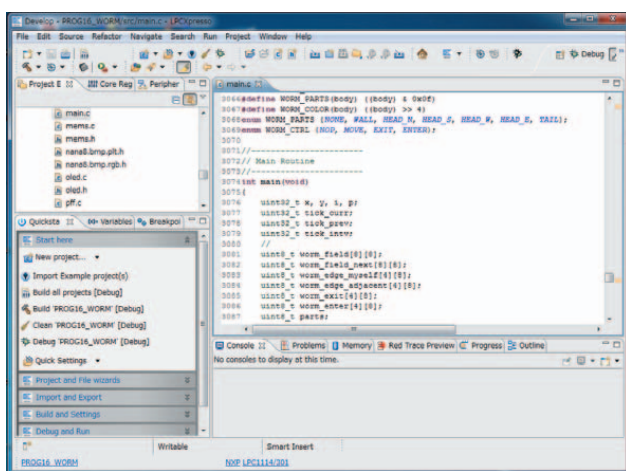 Develop - PROG16_WORM/src/main.c - LPCXpresso
File Edit Source Refactor Navigate Search Run Project Window Help
Debug
Project E Core Reg Peripher
main.c
mems.c
mems.h
nana8.bmp.plt.h
nana8.bmp.rgb.h
oled.c
oled.h
pff.c
Quicksta Variables Breakpoi
Start here
New project...
Import Example project(s)
Build all projects [Debug]
Build 'PROG16_WORM' [Debug]
Clean 'PROG16_WORM' [Debug]
Debug 'PROG16_WORM' [Debug]
Quick Settings
Project and File wizards
Import and Export
Build and Settings
Debug and Run
main.c
3066#define WORM_PARTS(body) ((body) & 0x0f)
3067#define WORM_COLOR(body) ((body) >> 4)
3068enum WORM_PARTS {NONE, WALL, HEAD_N, HEAD_S, HEAD_W, HEAD_E, TAIL};
3069enum WORM_CTRL {NOP, MOVE, EXIT, ENTER};
3070
3071//----------------------------
3072// Main Routine
3073//----------------------------
3074int main(void)
3075{
3076 uint32_t x, y, i, p;
3077 uint32_t tick_curr;
3078 uint32_t tick_prev;
3079 uint32_t tick_intv;
3080 //
3081 uint8_t worm_field[8][8];
3082 uint8_t worm_field_next[8][8];
3083 uint8_t worm_edge_myself[4][8];
3084 uint8_t worm_edge_adjacent[4][8];
3085 uint8_t worm_exit[4][8];
3086 uint8_t worm_enter[4][8];
3087 uint8_t parts;
Console Problems Memory Red Trace Preview Progress Outline
No consoles to display at this time.
Writable Smart Insert
PROG16_WORM NXP LPC1114/301